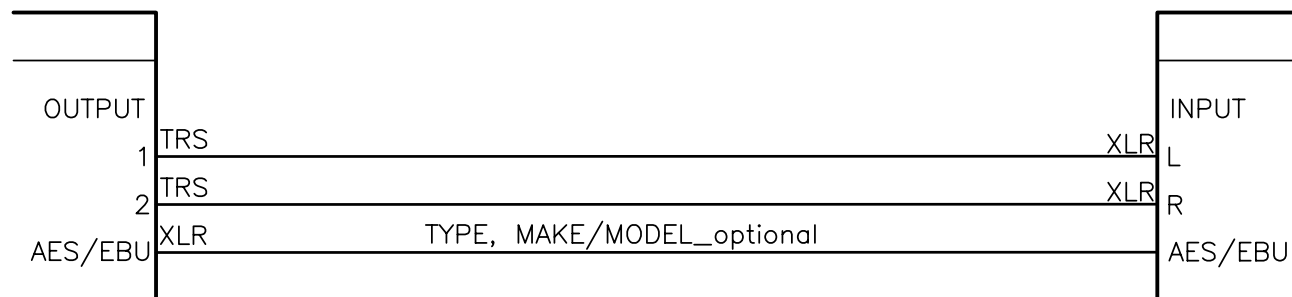 OUTPUT INPUT
TRS XLR
1 L
TRS XLR
2 R
XLR TYPE, MAKE/MODEL_optional
AES/EBU AES/EBU